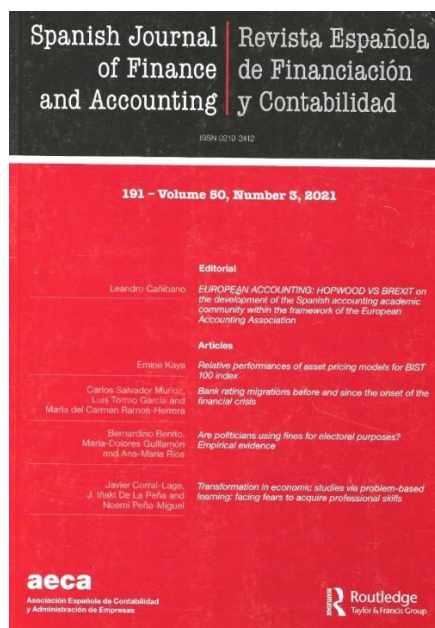 Spanish Journal
of Finance
and Accounting
Revista Española
de Financiación
y Contabilidad
ISSN 0210-2412
191 – Volume 50, Number 3, 2021
Editorial
Leandro Cañibano
EUROPEAN ACCOUNTING: HOPWOOD VS BREXIT on
the development of the Spanish accounting academic
community within the framework of the European
Accounting Association
Articles
Emine Kaya
Relative performances of asset pricing models for BIST
100 index
Carlos Salvador Muñoz,
Luis Tormo García and
María del Carmen Ramos-Herrera
Bank rating migrations before and since the onset of the
financial crisis
Bernardino Benito,
María-Dolores Guillamón
and Ana-María Ríos
Are politicians using fines for electoral purposes?
Empirical evidence
Javier Corral-Lage,
J. Iñaki De La Peña and
Noemi Peña-Miguel
Transformation in economic studies via problem-based
learning: facing fears to acquire professional skills
aeca
Asociación Española de Contabilidad
y Administración de Empresas
ROUTLEDGE
Routledge
Taylor & Francis Group